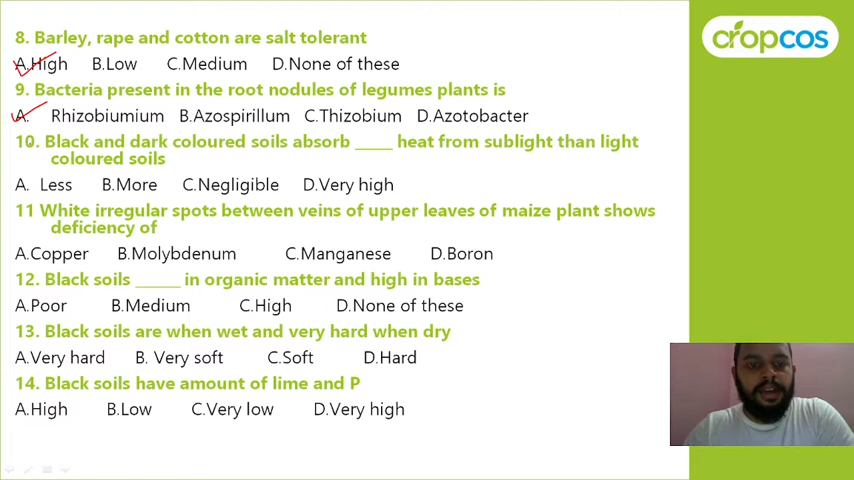 cropcos
8. Barley, rape and cotton are salt tolerant
A.High B.Low C.Medium D.None of these
9. Bacteria present in the root nodules of legumes plants is
A. Rhizobiumium B.Azospirillum C.Thizobium D.Azotobacter
10. Black and dark coloured soils absorb _____ heat from sublight than light
coloured soils
A. Less B.More C.Negligible D.Very high
11 White irregular spots between veins of upper leaves of maize plant shows
deficiency of
A.Copper B.Molybdenum C.Manganese D.Boron
12. Black soils ______ in organic matter and high in bases
A.Poor B.Medium C.High D.None of these
13. Black soils are when wet and very hard when dry
A.Very hard B. Very soft C.Soft D.Hard
14. Black soils have amount of lime and P
A.High B.Low C.Very low D.Very high